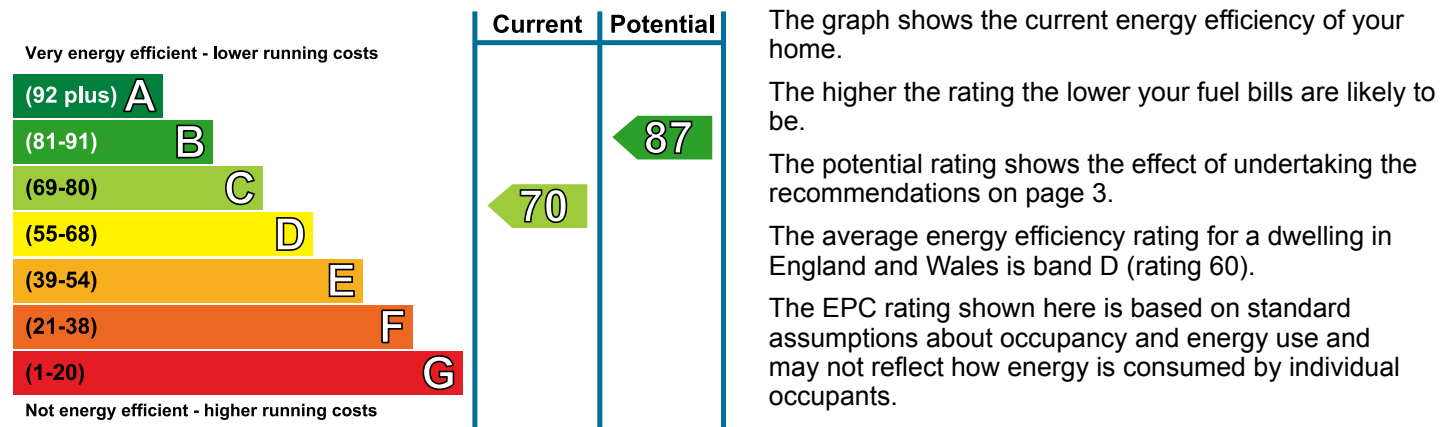 Current Potential
Very energy efficient - lower running costs
(92 plus) A
(81-91) B
(69-80) C
(55-68) D
(39-54) E
(21-38) F
(1-20) G
Not energy efficient - higher running costs
87
70
The graph shows the current energy efficiency of your
home.
The higher the rating the lower your fuel bills are likely to
be.
The potential rating shows the effect of undertaking the
recommendations on page 3.
The average energy efficiency rating for a dwelling in
England and Wales is band D (rating 60).
The EPC rating shown here is based on standard
assumptions about occupancy and energy use and
may not reflect how energy is consumed by individual
occupants.